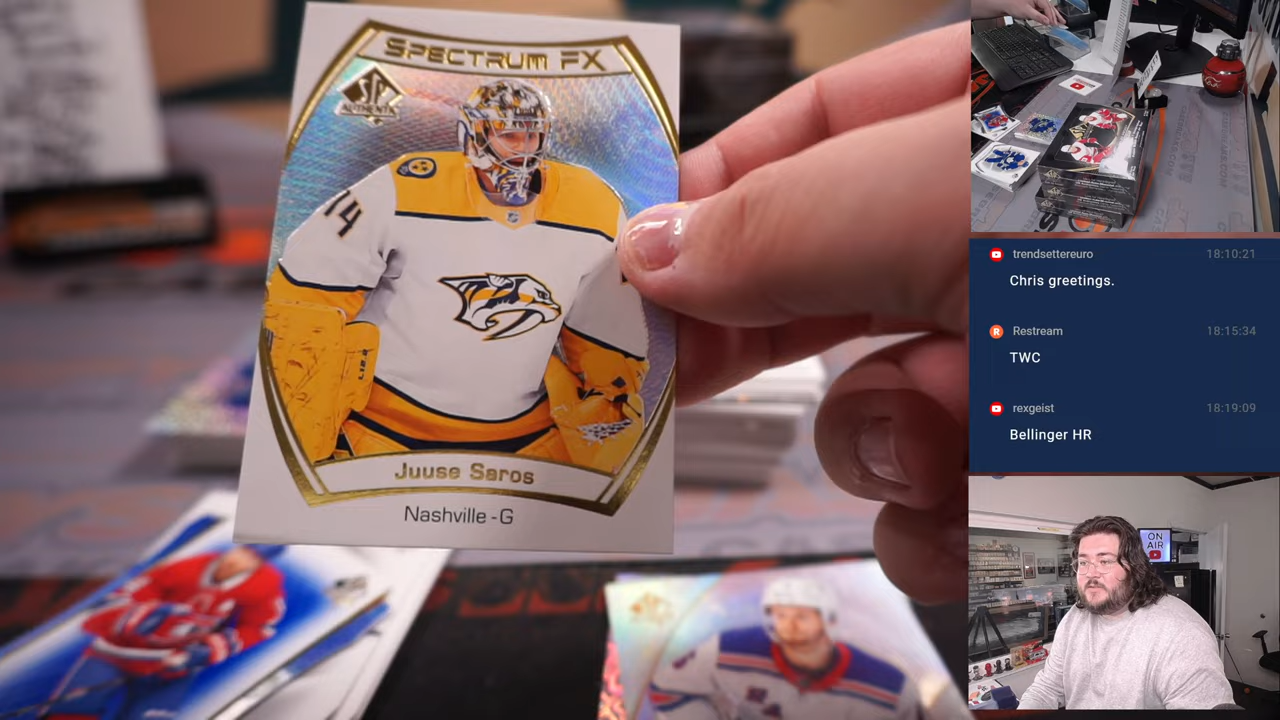 SPECTRUM FX
SP
AUTHENTIC
74
Juuse Saros
Nashville - G
trendsettereuro 18:10:21
Chris greetings.
Restream 18:15:34
TWC
rexgeist 18:19:09
Bellinger HR
ON
AIR